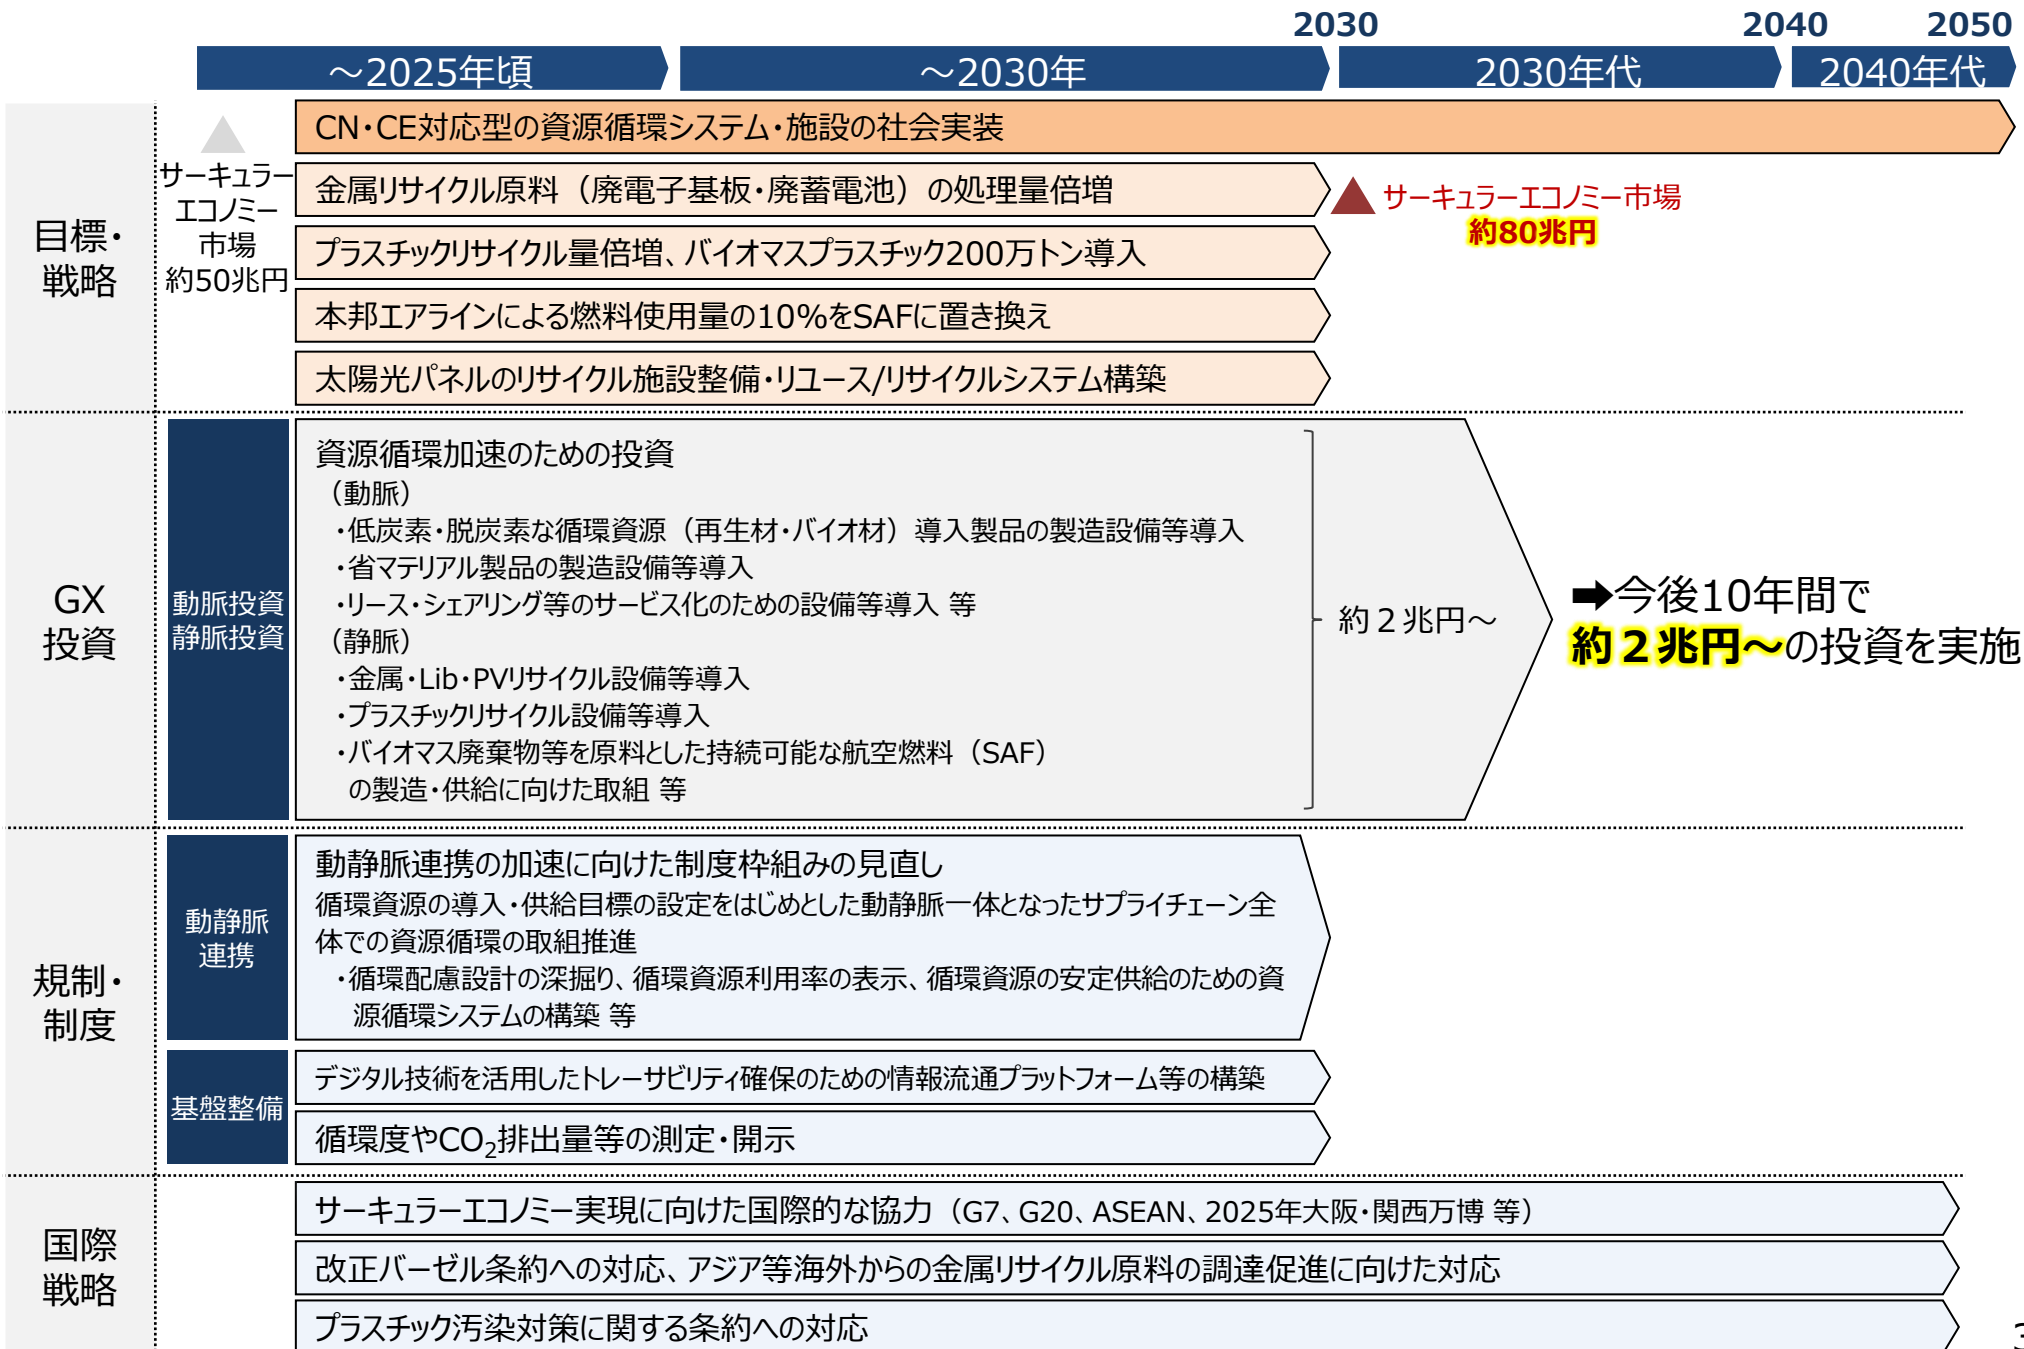 2030
2040
2050
～2025年頃
～2030年
2030年代
2040年代
目標・
戦略
サーキュラー
エコノミー
市場
約50兆円
CN・CE対応型の資源循環システム・施設の社会実装
金属リサイクル原料（廃電子基板・廃蓄電池）の処理量倍増
サーキュラーエコノミー市場
約80兆円
プラスチックリサイクル量倍増、バイオマスプラスチック200万トン導入
本邦エアラインによる燃料使用量の10%をSAFに置き換え
太陽光パネルのリサイクル施設整備・リユース/リサイクルシステム構築
GX
投資
動脈投資
静脈投資
資源循環加速のための投資
（動脈）
・低炭素・脱炭素な循環資源（再生材・バイオ材）導入製品の製造設備等導入
・省マテリアル製品の製造設備等導入
・リース・シェアリング等のサービス化のための設備等導入 等
（静脈）
・金属・Lib・PVリサイクル設備等導入
・プラスチックリサイクル設備等導入
・バイオマス廃棄物等を原料とした持続可能な航空燃料（SAF）
の製造・供給に向けた取組 等
約２兆円～
➡今後10年間で
約２兆円～の投資を実施
規制・
制度
動静脈
連携
動静脈連携の加速に向けた制度枠組みの見直し
循環資源の導入・供給目標の設定をはじめとした動静脈一体となったサプライチェーン全
体での資源循環の取組推進
・循環配慮設計の深掘り、循環資源利用率の表示、循環資源の安定供給のための資
源循環システムの構築 等
基盤整備
デジタル技術を活用したトレーサビリティ確保のための情報流通プラットフォーム等の構築
循環度やCO₂排出量等の測定・開示
国際
戦略
サーキュラーエコノミー実現に向けた国際的な協力（G7、G20、ASEAN、2025年大阪・関西万博 等）
改正バーゼル条約への対応、アジア等海外からの金属リサイクル原料の調達促進に向けた対応
プラスチック汚染対策に関する条約への対応